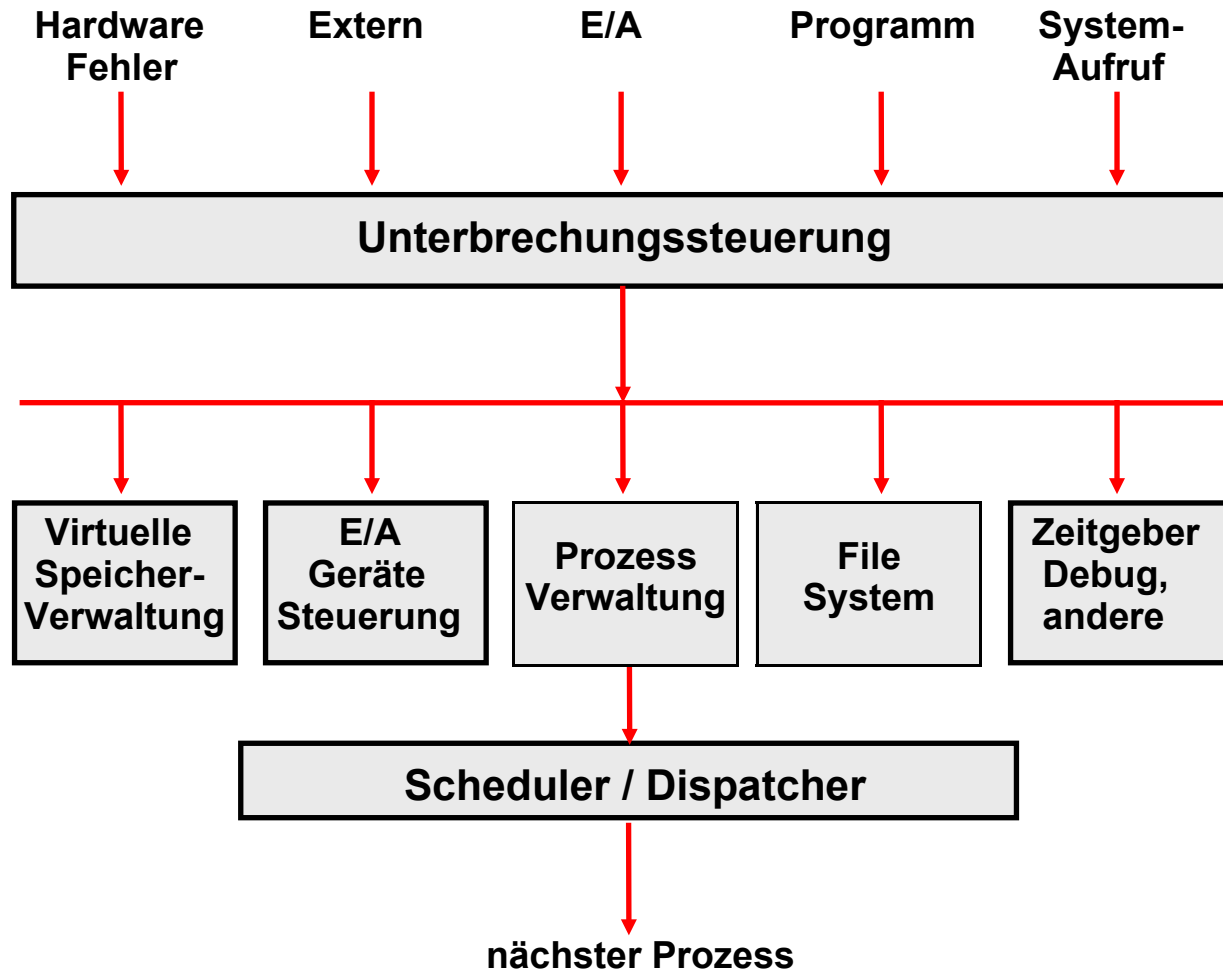 Hardware
Fehler
Extern
E/A
Programm
System-
Aufruf
Unterbrechungssteuerung
Virtuelle
Speicher-
Verwaltung
E/A
Geräte
Steuerung
Prozess
Verwaltung
File
System
Zeitgeber
Debug,
andere
Scheduler / Dispatcher
nächster Prozess